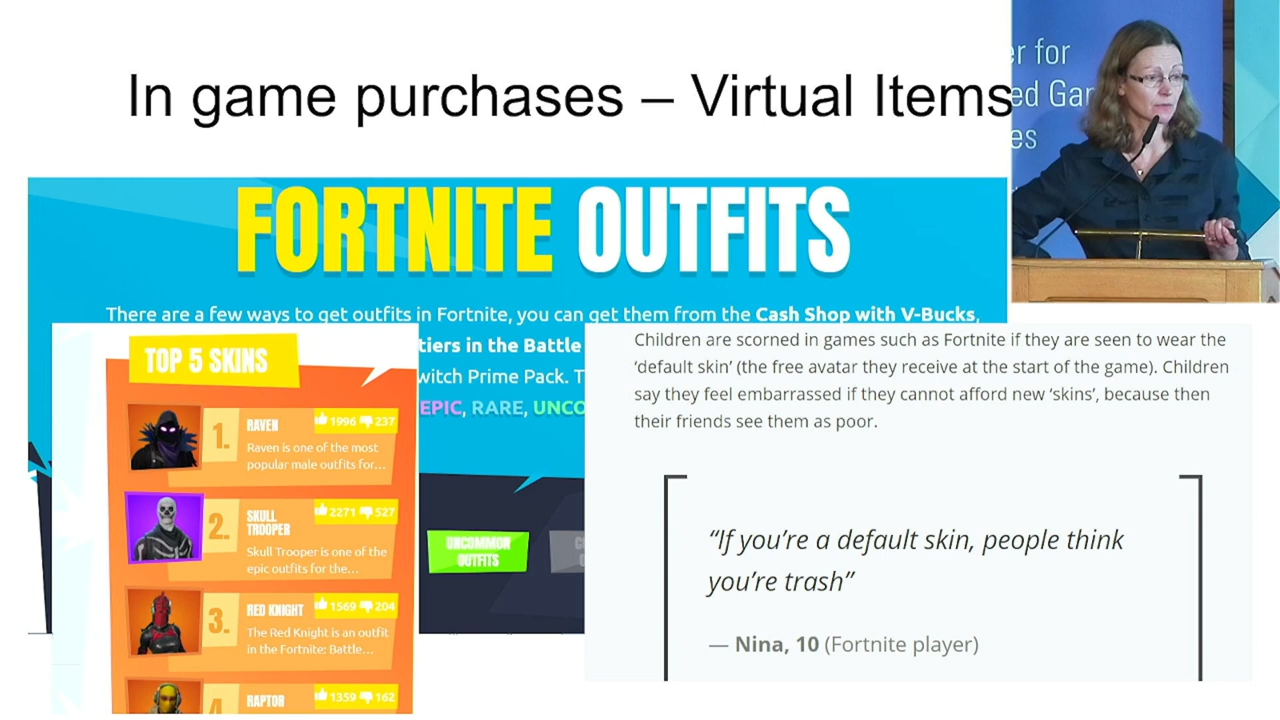 In game purchases – Virtual Items
er for
ed Gar
es
FORTNITE OUTFITS
There are a few ways to get outfits in Fortnite, you can get them from the Cash Shop with V-Bucks,
tiers in the Battle
witch Prime Pack. T
EPIC, RARE, UNCO
UNCOMMON
OUTFITS
TOP 5 SKINS
1.
RAVEN
1996 237
Raven is one of the most
popular male outfits for...
2.
SKULL
TROOPER
2271 527
Skull Trooper is one of the
epic outfits for the...
3.
RED KNIGHT
1569 204
The Red Knight is an outfit
in the Fortnite: Battle...
4.
RAPTOR
1359 162
Children are scorned in games such as Fortnite if they are seen to wear the
‘default skin’ (the free avatar they receive at the start of the game). Children
say they feel embarrassed if they cannot afford new ‘skins’, because then
their friends see them as poor.
“If you’re a default skin, people think
you’re trash”
— Nina, 10 (Fortnite player)